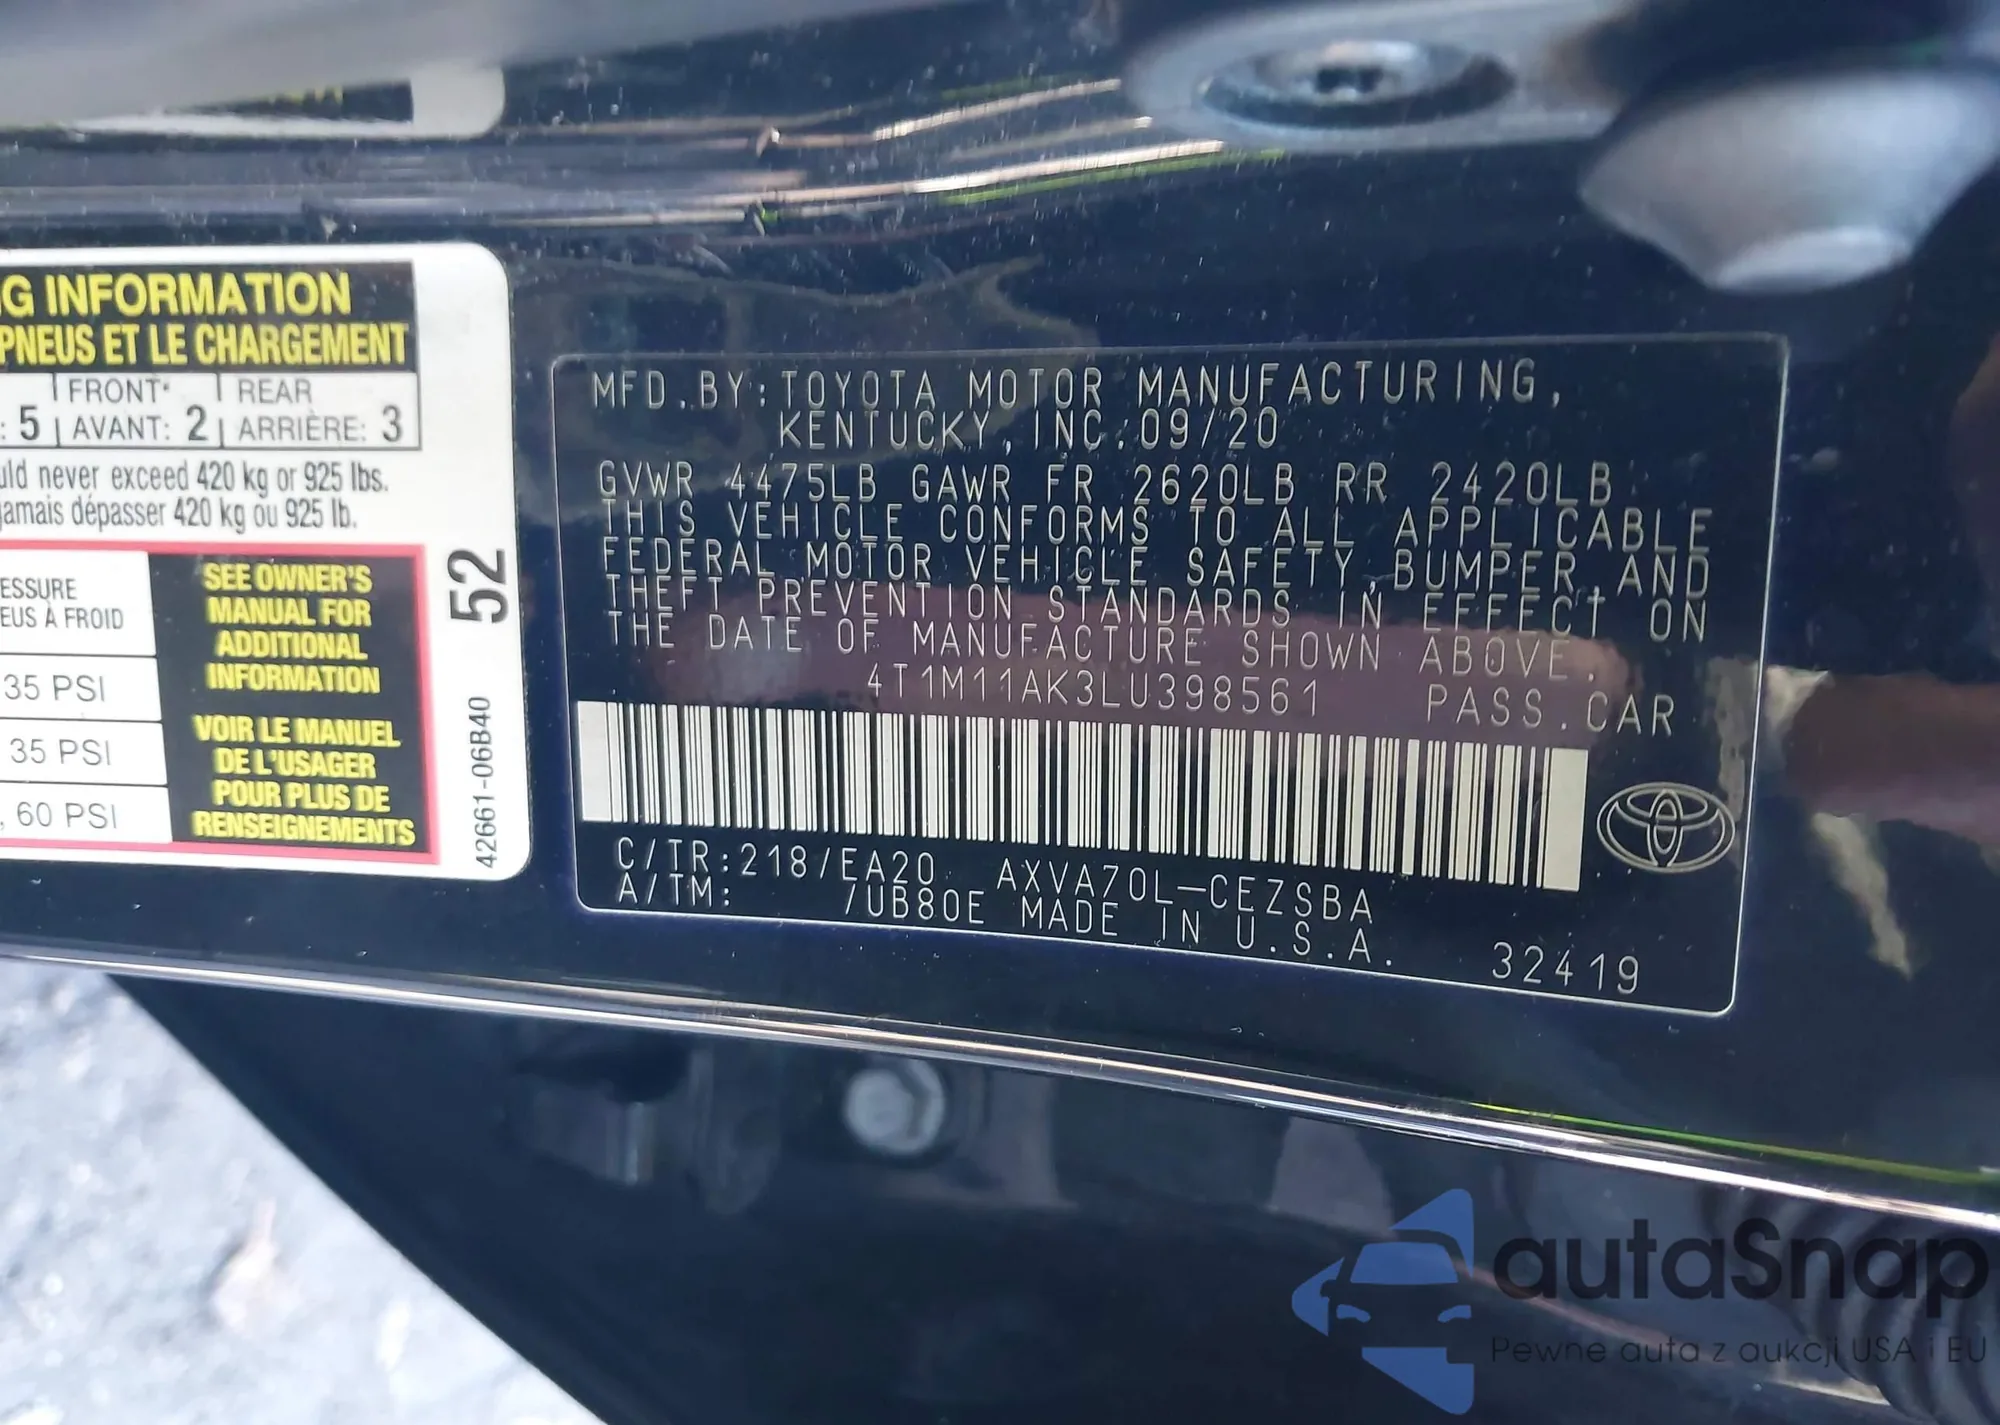 G INFORMATION
PNEUS ET LE CHARGEMENT
FRONT REAR
: 5 AVANT: 2 ARRIÈRE: 3
uld never exceed 420 kg or 925 lbs.
jamais dépasser 420 kg ou 925 lb.
ESSURE
EUS À FROID
35 PSI
35 PSI
, 60 PSI
SEE OWNER'S
MANUAL FOR
ADDITIONAL
INFORMATION
VOIR LE MANUEL
DE L'USAGER
POUR PLUS DE
RENSEIGNEMENTS
52
42661-06B40
MFD. BY: TOYOTA MOTOR MANUFACTURING,
KENTUCKY, INC. 09/20
GVWR 4475LB GAWR FR 2620LB RR 2420LB
THIS VEHICLE CONFORMS TO ALL APPLICABLE
FEDERAL MOTOR VEHICLE SAFETY, BUMPER, AND
THEFT PREVENTION STANDARDS IN EFFECT ON
THE DATE OF MANUFACTURE SHOWN ABOVE.
4T1M11AK3LU398561 PASS. CAR
C/TR: 218/EA20 AXVA70L-CEZSBA
A/TM: /UB80E MADE IN U.S.A.
32419
autaSnap
Pewne auta z aukcji USA i EU